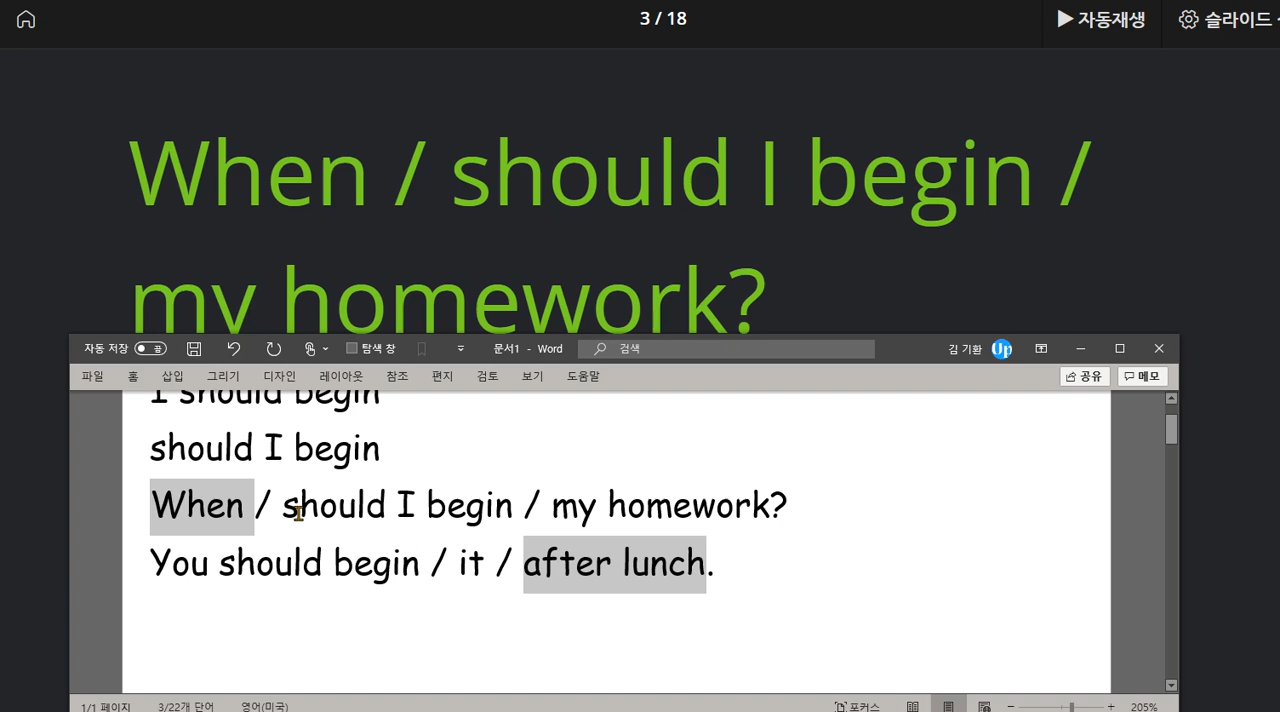 3 / 18
▶ 자동재생
슬라이드
When / should I begin /
my homework?
자동 저장 끔
탐색 창
문서1 - Word
검색
김 기환
Up
파일 홈 삽입 그리기 디자인 레이아웃 참조 편지 검토 보기 도움말
공유 메모
I should begin
should I begin
When / should I begin / my homework?
You should begin / it / after lunch.
1/1 페이지 3/22개 단어 영어(미국) 포커스 205%